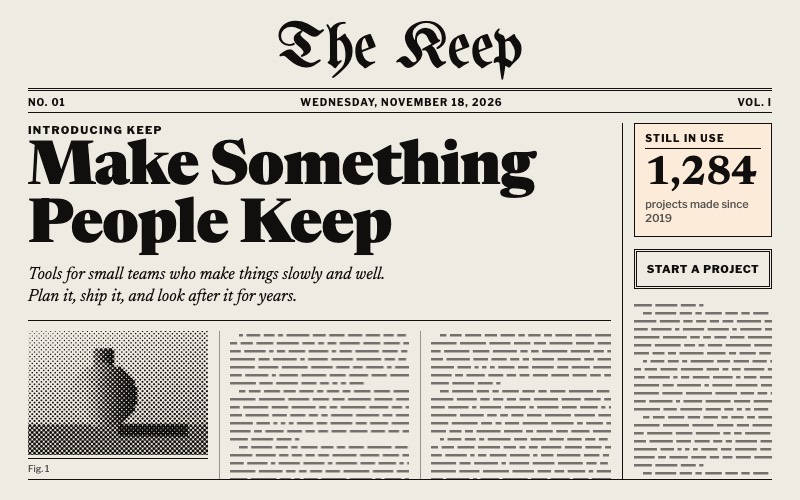 The Keep
NO. 01
WEDNESDAY, NOVEMBER 18, 2026
VOL. I
INTRODUCING KEEP
Make Something
People Keep
Tools for small teams who make things slowly and well.
Plan it, ship it, and look after it for years.
Fig. 1
STILL IN USE
1,284
projects made since
2019
START A PROJECT